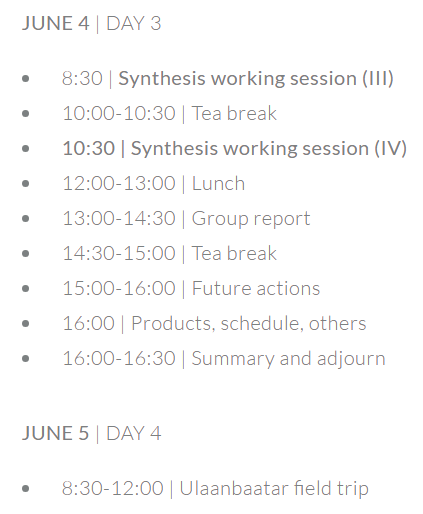 JUNE 4 | DAY 3
• 8:30 | Synthesis working session (III)
• 10:00-10:30 | Tea break
• 10:30 | Synthesis working session (IV)
• 12:00-13:00 | Lunch
• 13:00-14:30 | Group report
• 14:30-15:00 | Tea break
• 15:00-16:00 | Future actions
• 16:00 | Products, schedule, others
• 16:00-16:30 | Summary and adjourn
JUNE 5 | DAY 4
• 8:30-12:00 | Ulaanbaatar field trip